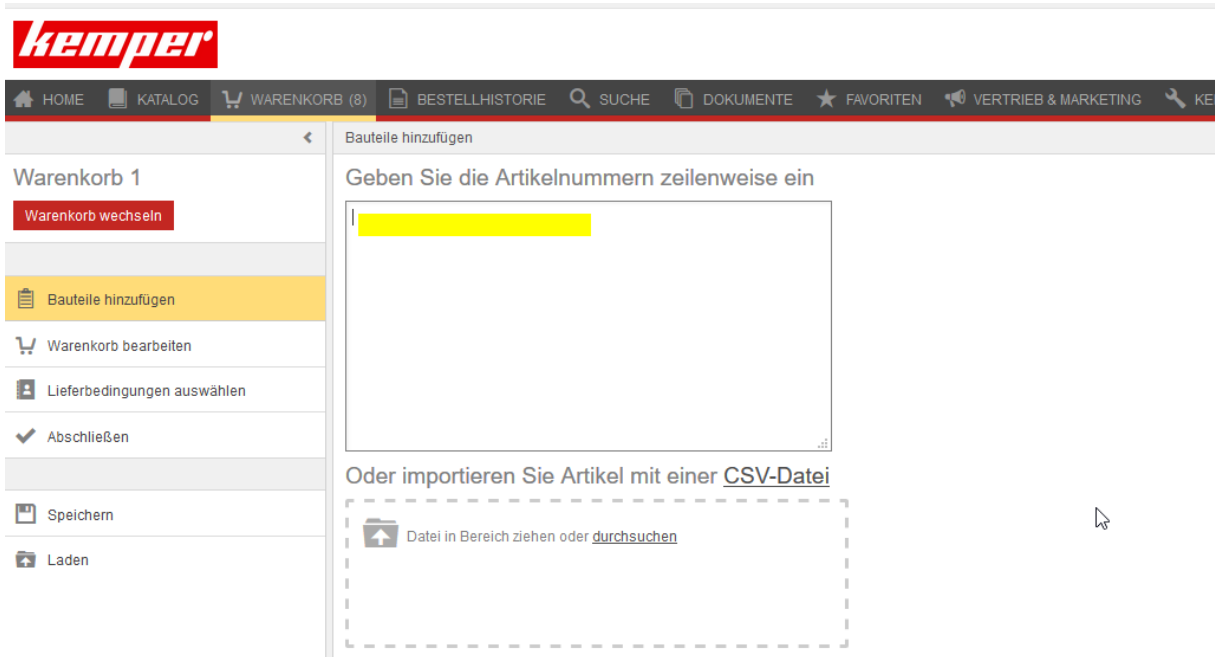 kemper
HOME KATALOG WARENKORB (8) BESTELLHISTORIE SUCHE DOKUMENTE FAVORITEN VERTRIEB & MARKETING KE
Bauteile hinzufügen
Warenkorb 1
Warenkorb wechseln
Geben Sie die Artikelnummern zeilenweise ein
Bauteile hinzufügen
Warenkorb bearbeiten
Lieferbedingungen auswählen
Abschließen
Speichern
Laden
Oder importieren Sie Artikel mit einer CSV-Datei
Datei in Bereich ziehen oder durchsuchen